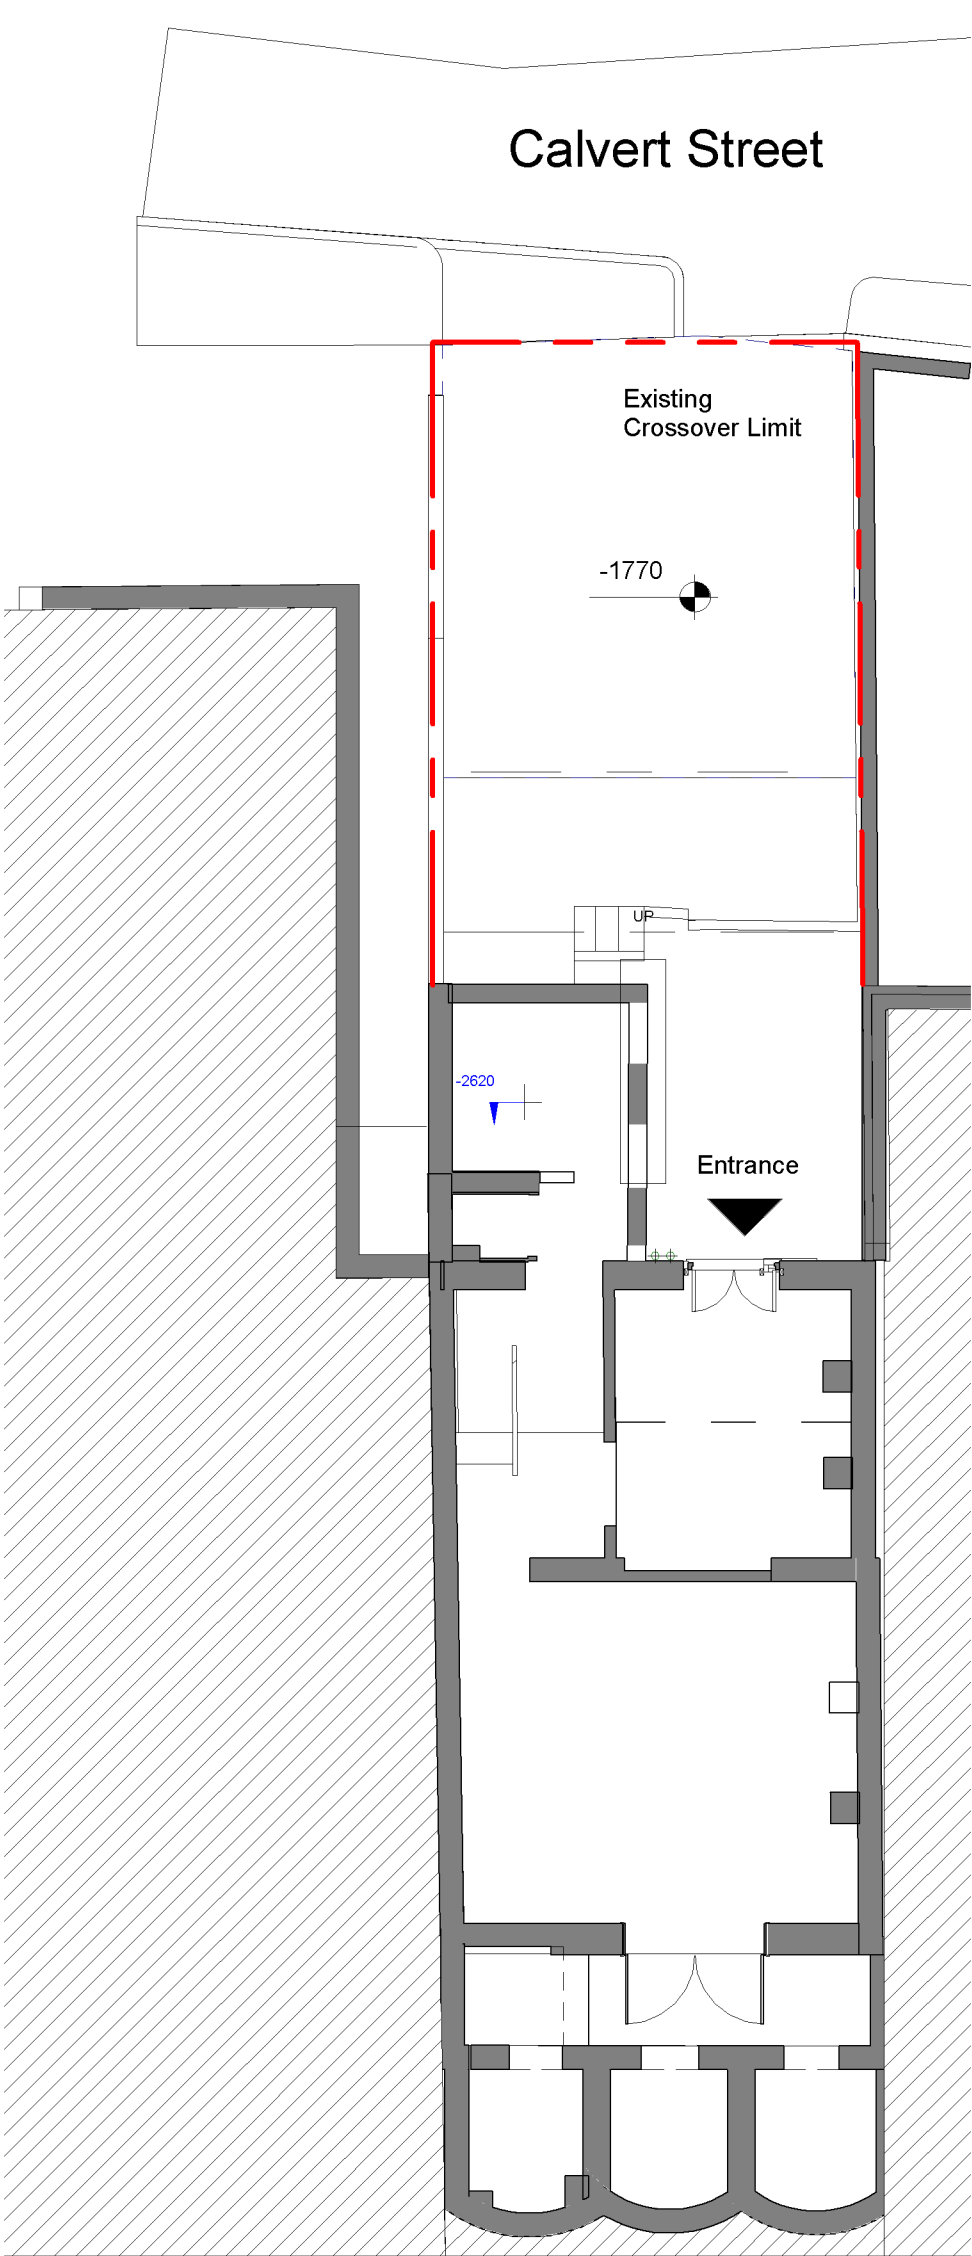 Calvert Street
Existing
Crossover Limit
-1770
UP
-2620
Entrance